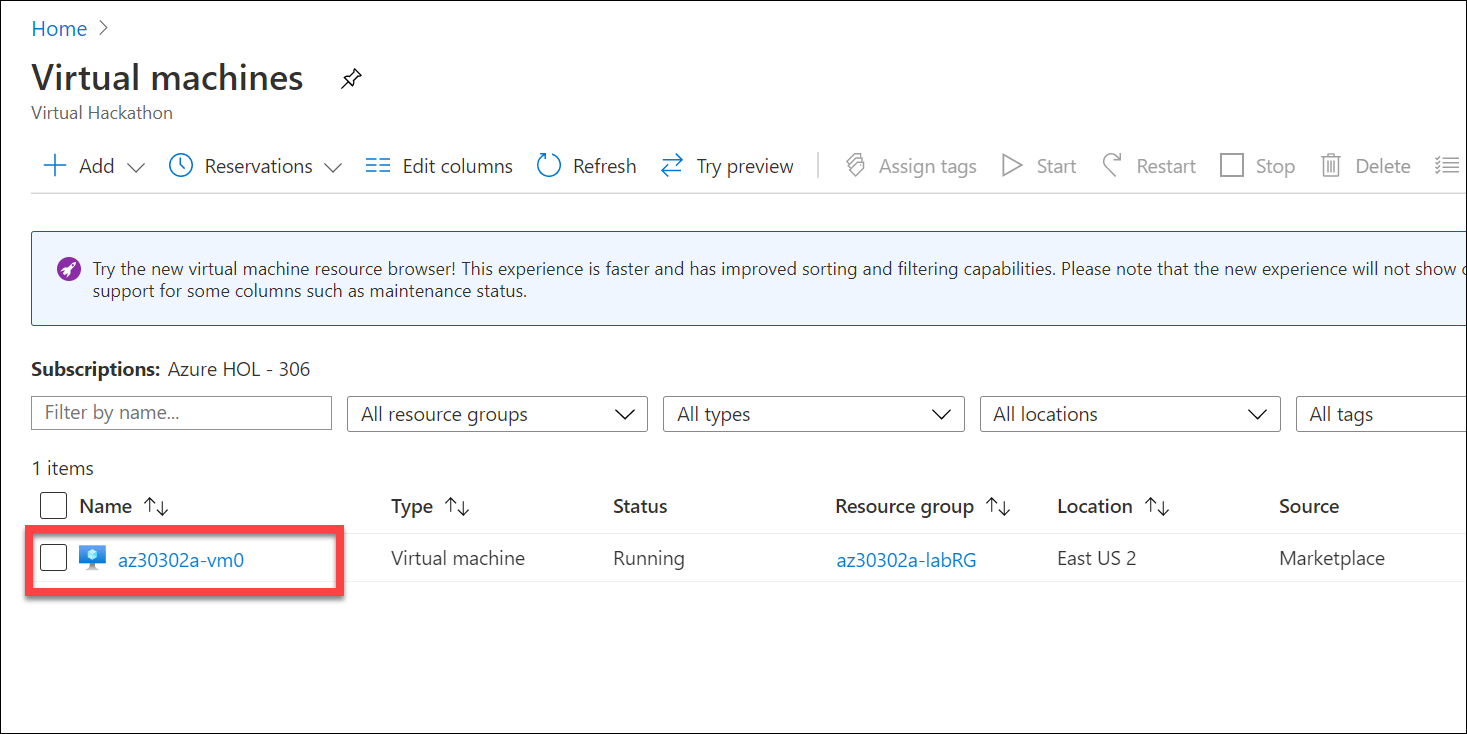 Home
Virtual machines
Virtual Hackathon
Add Reservations Edit columns Refresh Try preview Assign tags Start Restart Stop Delete
Try the new virtual machine resource browser! This experience is faster and has improved sorting and filtering capabilities. Please note that the new experience will not show
support for some columns such as maintenance status.
Subscriptions: Azure HOL - 306
Filter by name... All resource groups All types All locations All tags
1 items
Name Type Status Resource group Location Source
az30302a-vm0 Virtual machine Running az30302a-labRG East US 2 Marketplace